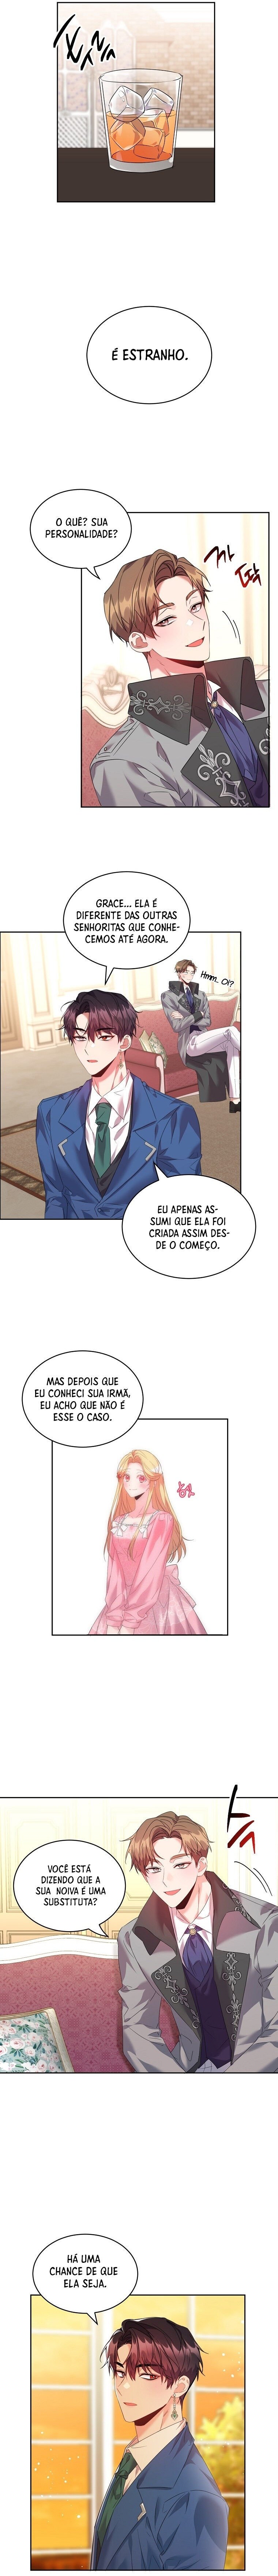 É ESTRANHO.
O QUÊ? SUA
PERSONALIDADE?
GRACE... ELA É
DIFERENTE DAS OUTRAS
SENHORITAS QUE CONHE-
CEMOS ATÉ AGORA.
Hmm.. Oi?
EU APENAS AS-
SUMI QUE ELA FOI
CRIADA ASSIM DES-
DE O COMEÇO.
MAS DEPOIS QUE
EU CONHECI SUA IRMÃ,
EU ACHO QUE NÃO É
ESSE O CASO.
VOCÊ ESTÁ
DIZENDO QUE A
SUA NOIVA É UMA
SUBSTITUTA?
HÁ UMA
CHANCE DE QUE
ELA SEJA.